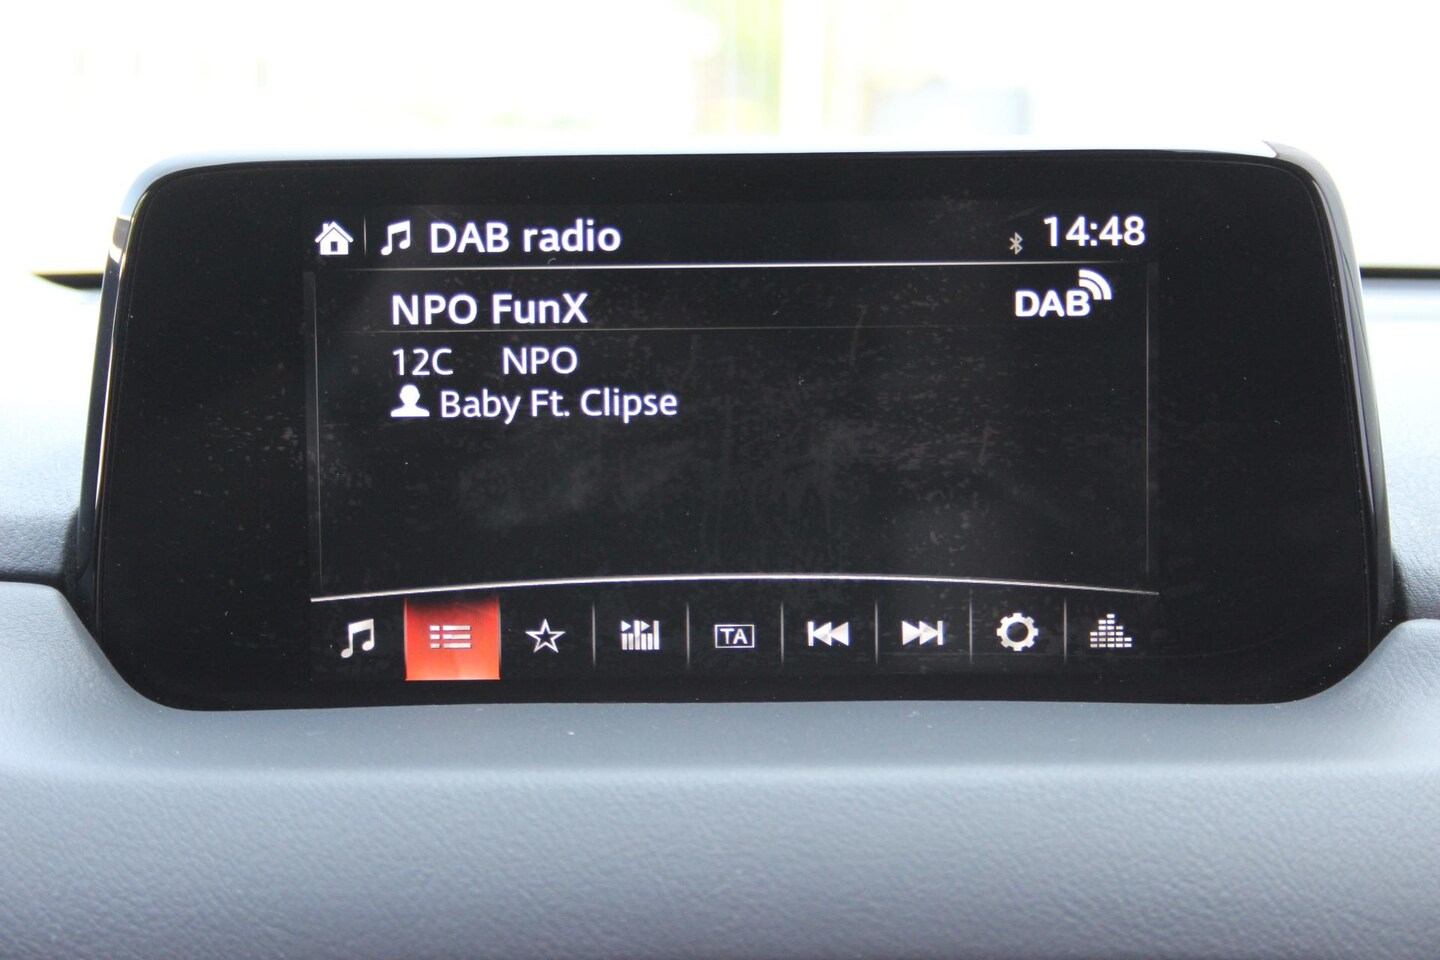 DAB radio 14:48
NPO FunX DAB
12C NPO
Baby Ft. Clipse
TA